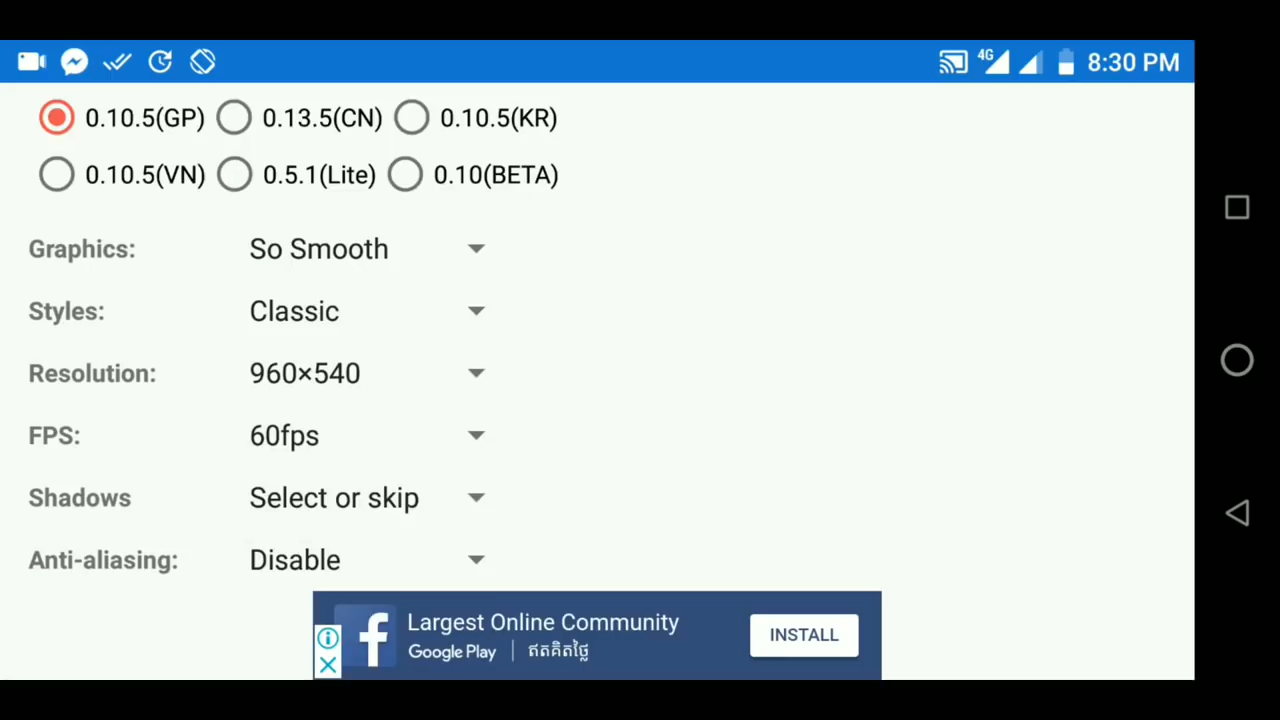 4G 8:30 PM
0.10.5(GP) 0.13.5(CN) 0.10.5(KR)
0.10.5(VN) 0.5.1(Lite) 0.10(BETA)
Graphics: So Smooth
Styles: Classic
Resolution: 960×540
FPS: 60fps
Shadows Select or skip
Anti-aliasing: Disable
Largest Online Community
Google Play ឥតគិតថ្លៃ
INSTALL